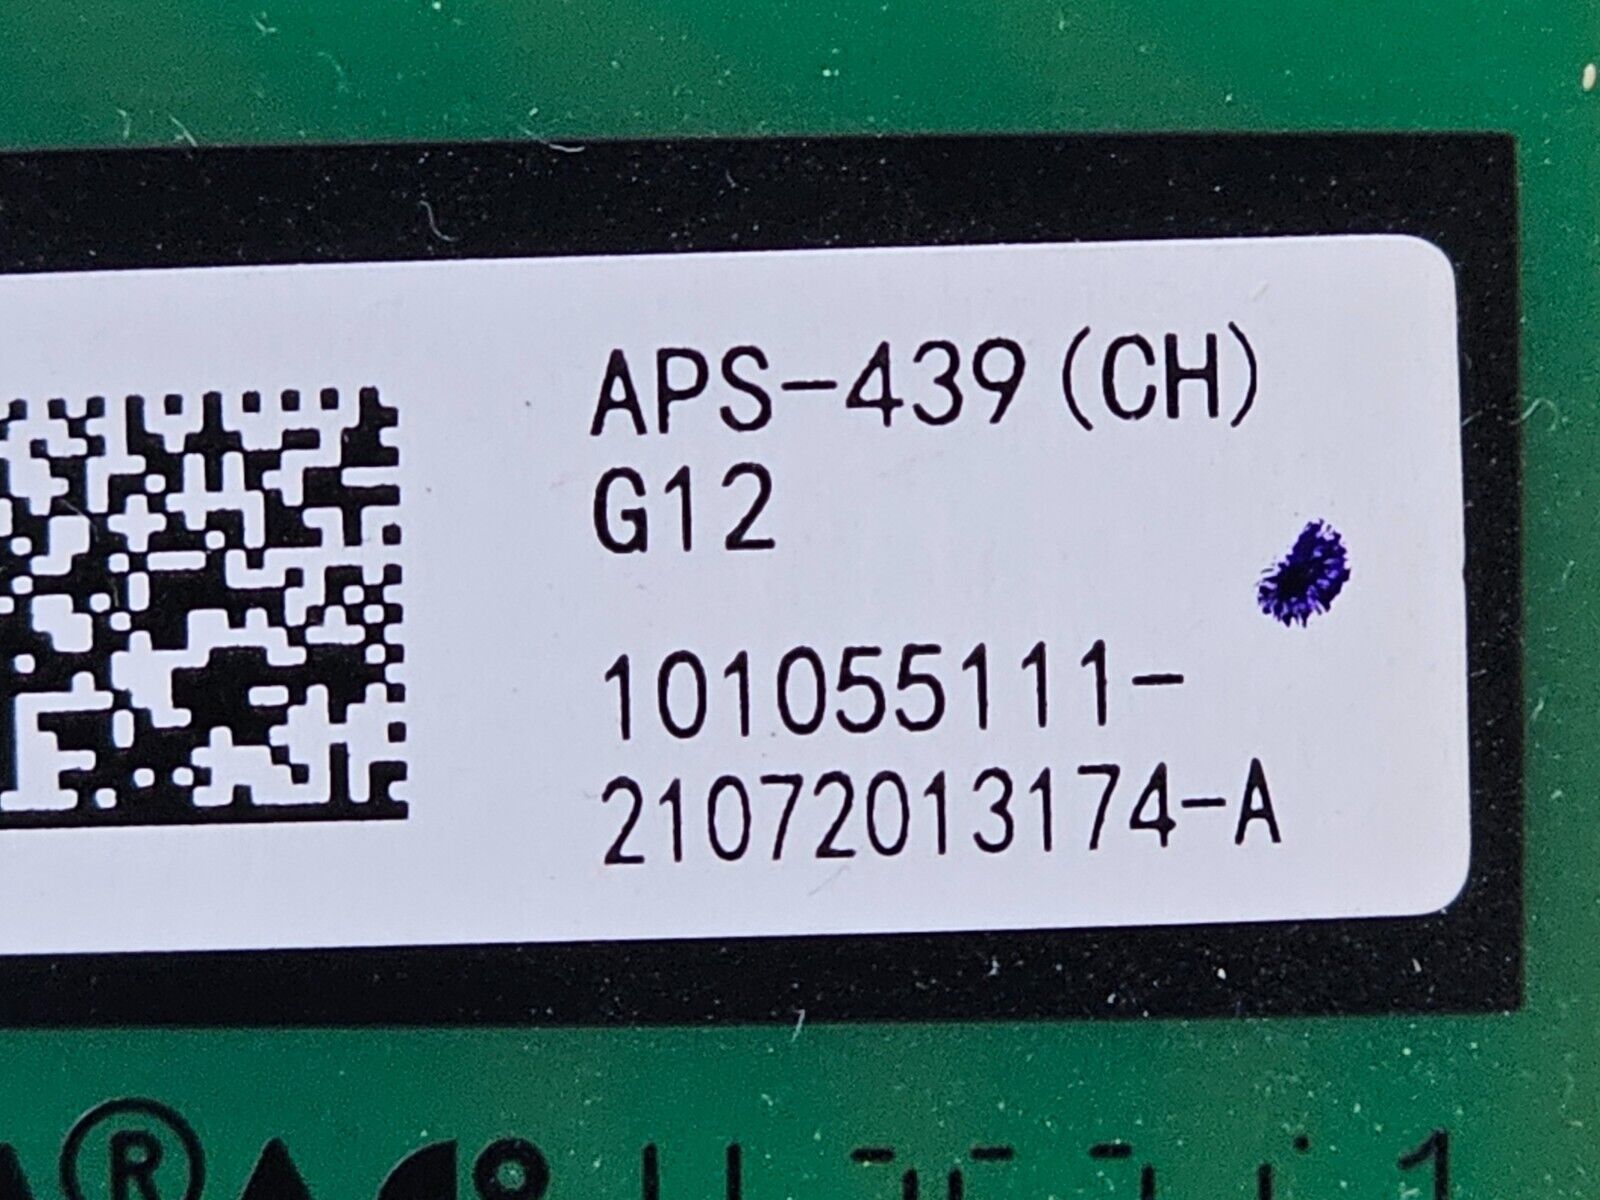 APS-439(CH)
G12
101055111-
21072013174-A
®